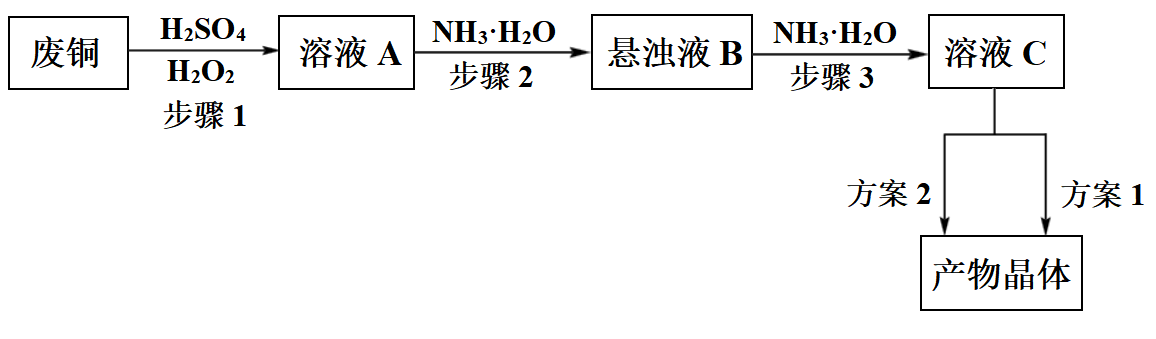 废铜
H₂SO₄
H₂O₂
步骤 1
溶液 A
NH₃·H₂O
步骤 2
悬浊液 B
NH₃·H₂O
步骤 3
溶液 C
方案 2
方案 1
产物晶体